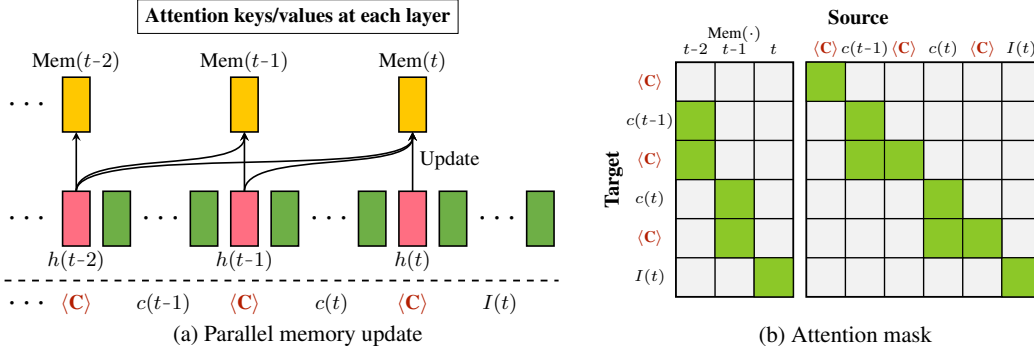 Attention keys/values at each layer
Mem(t-2) Mem(t-1) Mem(t)
· · ·
Update
· · · · · · · · · · · ·
h(t-2) h(t-1) h(t)
· · · ⟨C⟩ c(t-1) ⟨C⟩ c(t) ⟨C⟩ I(t)
(a) Parallel memory update
Source
Mem(·)
t-2 t-1 t ⟨C⟩ c(t-1) ⟨C⟩ c(t) ⟨C⟩ I(t)
Target
⟨C⟩
c(t-1)
⟨C⟩
c(t)
⟨C⟩
I(t)
(b) Attention mask